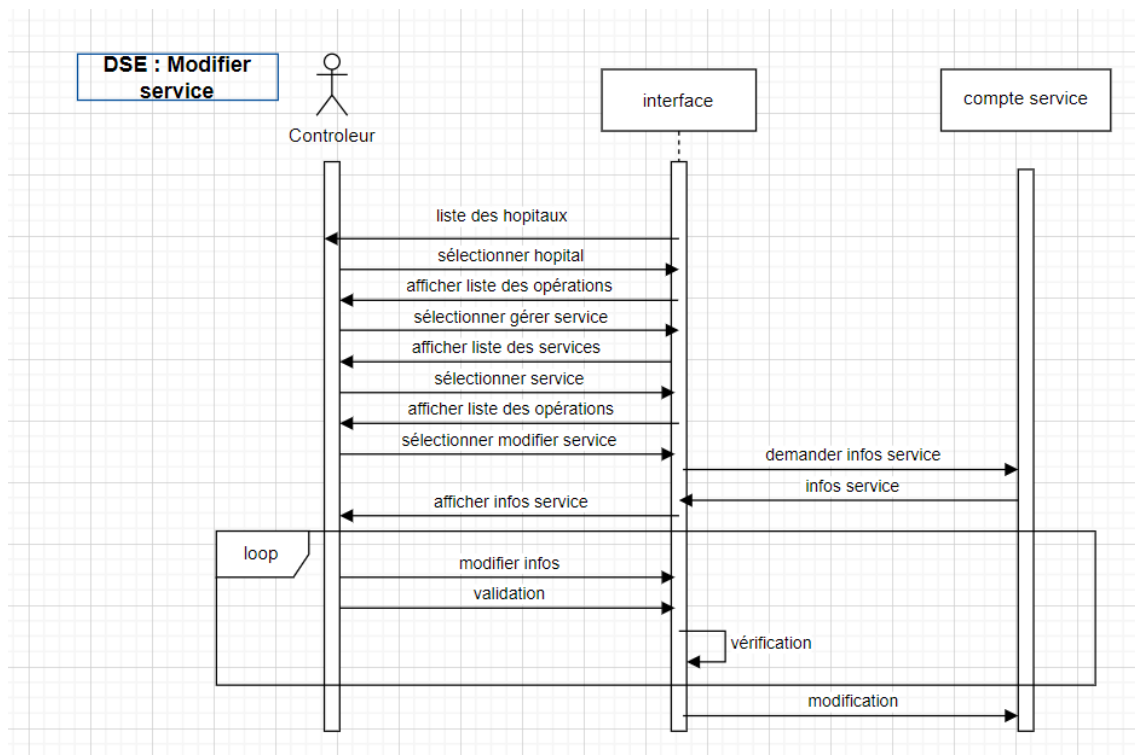 DSE : Modifier
service
Controleur
interface
compte service
liste des hopitaux
sélectionner hopital
afficher liste des opérations
sélectionner gérer service
afficher liste des services
sélectionner service
afficher liste des opérations
sélectionner modifier service
demander infos service
infos service
afficher infos service
loop
modifier infos
validation
vérification
modification